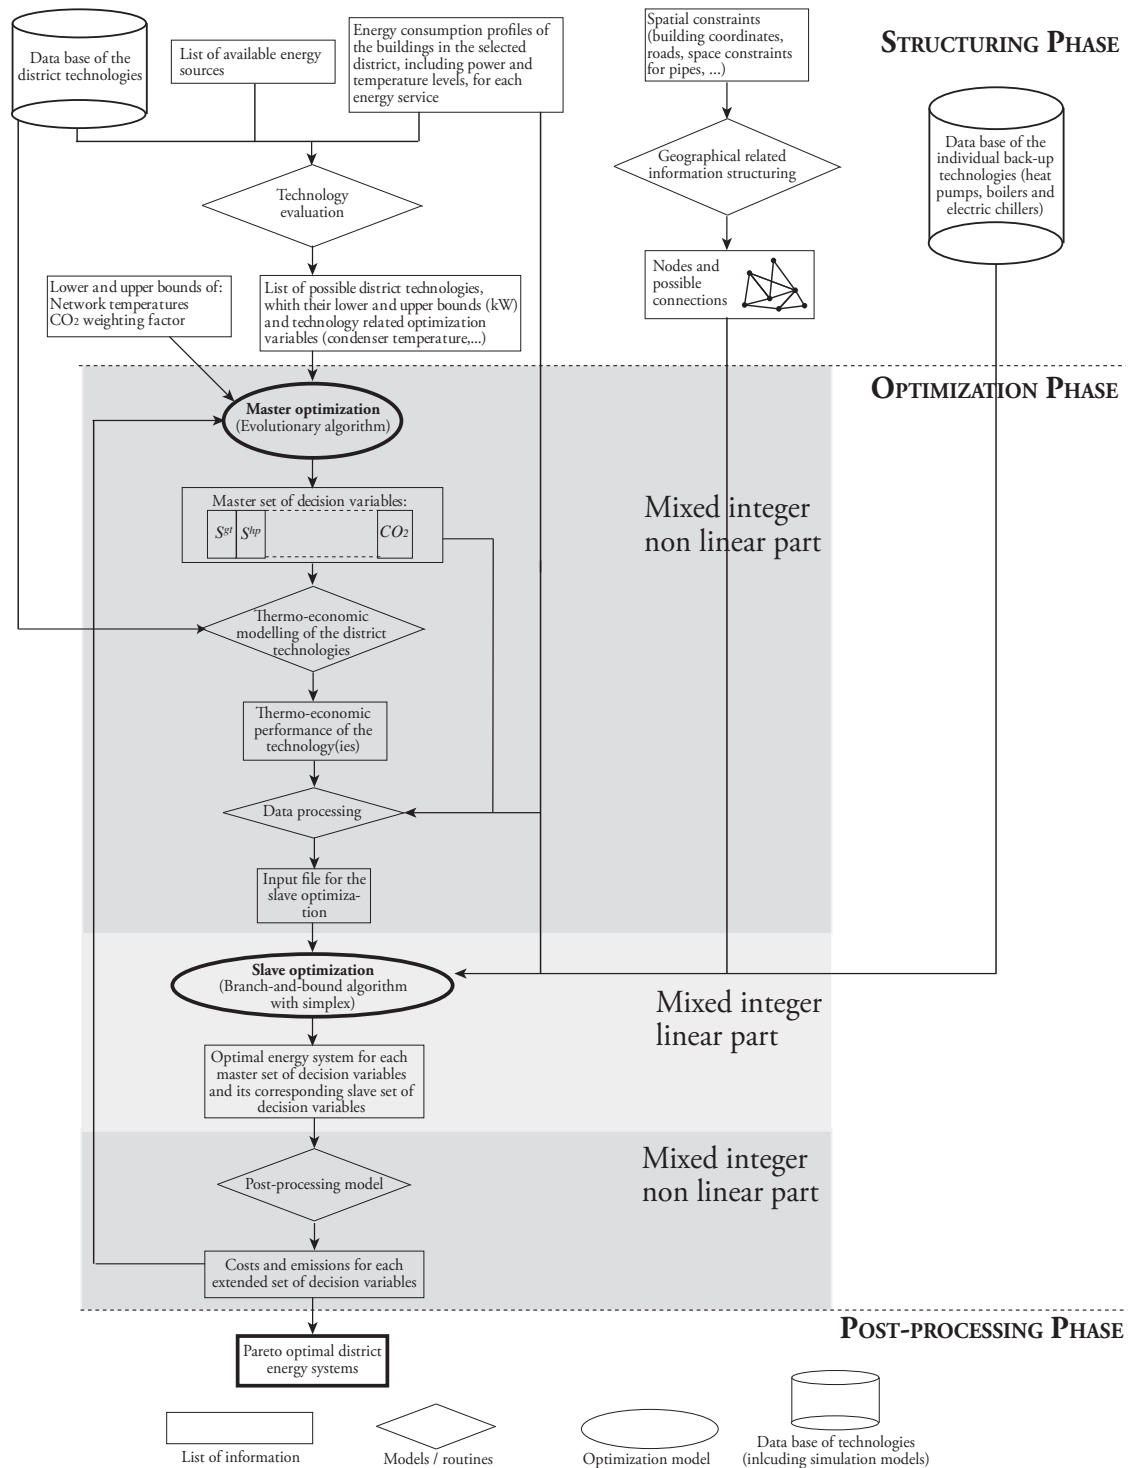 STRUCTURING PHASE
Data base of the
district technologies
List of available energy
sources
Energy consumption profiles of
the buildings in the selected
district, including power and
temperature levels, for each
energy service
Spatial constraints
(building coordinates,
roads, space constraints
for pipes, ...)
Data base of the
individual back-up
technologies (heat
pumps, boilers and
electric chillers)
Technology
evaluation
Geographical related
information structuring
Lower and upper bounds of:
Network temperatures
CO2 weighting factor
List of possible district technologies,
whith their lower and upper bounds (kW)
and technology related optimization
variables (condenser temperature,...)
Nodes and
possible
connections
OPTIMIZATION PHASE
Master optimization
(Evolutionary algorithm)
Master set of decision variables:
S^gt S^hp CO2
Mixed integer
non linear part
Thermo-economic
modelling of the district
technologies
Thermo-economic
performance of the
technology(ies)
Data processing
Input file for the
slave optimiza-
tion
Slave optimization
(Branch-and-bound algorithm
with simplex)
Mixed integer
linear part
Optimal energy system for each
master set of decision variables
and its corresponding slave set of
decision variables
Mixed integer
non linear part
Post-processing model
Costs and emissions for each
extended set of decision variables
POST-PROCESSING PHASE
Pareto optimal district
energy systems
List of information
Models / routines
Optimization model
Data base of technologies
(inlcuding simulation models)